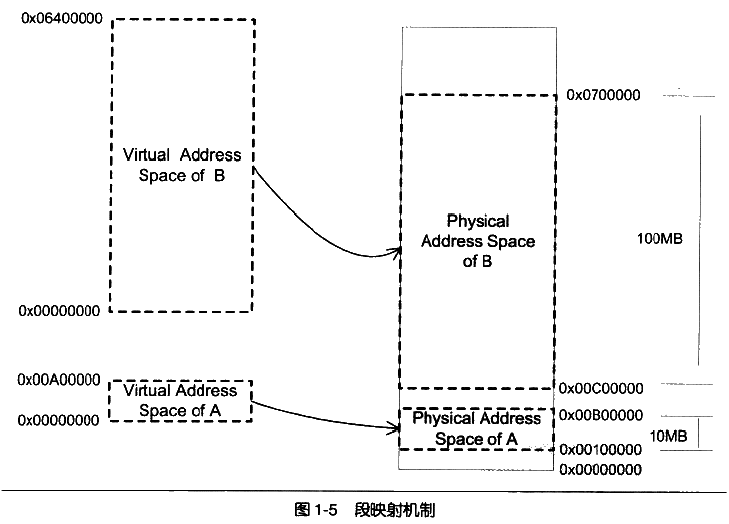 0x06400000
0x0700000
Virtual Address
Space of B
Physical
Address Space
of B
100MB
0x00000000
0x00A00000
Virtual Address
Space of A
0x00000000
0x00C00000
0x00B00000
Physical Address
Space of A
10MB
0x00100000
0x00000000
图 1-5 段映射机制